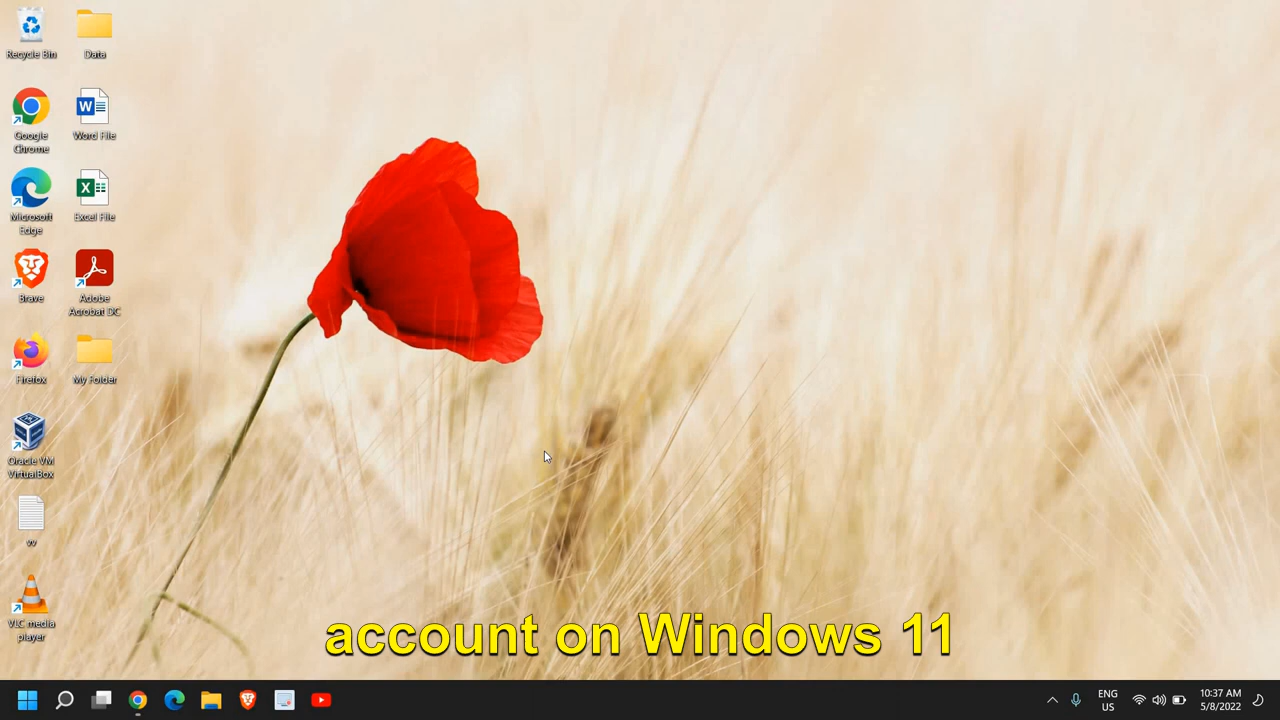 Recycle Bin
Data
Google
Chrome
Word File
Microsoft
Edge
Excel File
Brave
Adobe
Acrobat DC
Firefox
My Folder
Oracle VM
VirtualBox
vv
VLC media
player
account on Windows 11
ENG
US
10:37 AM
5/8/2022